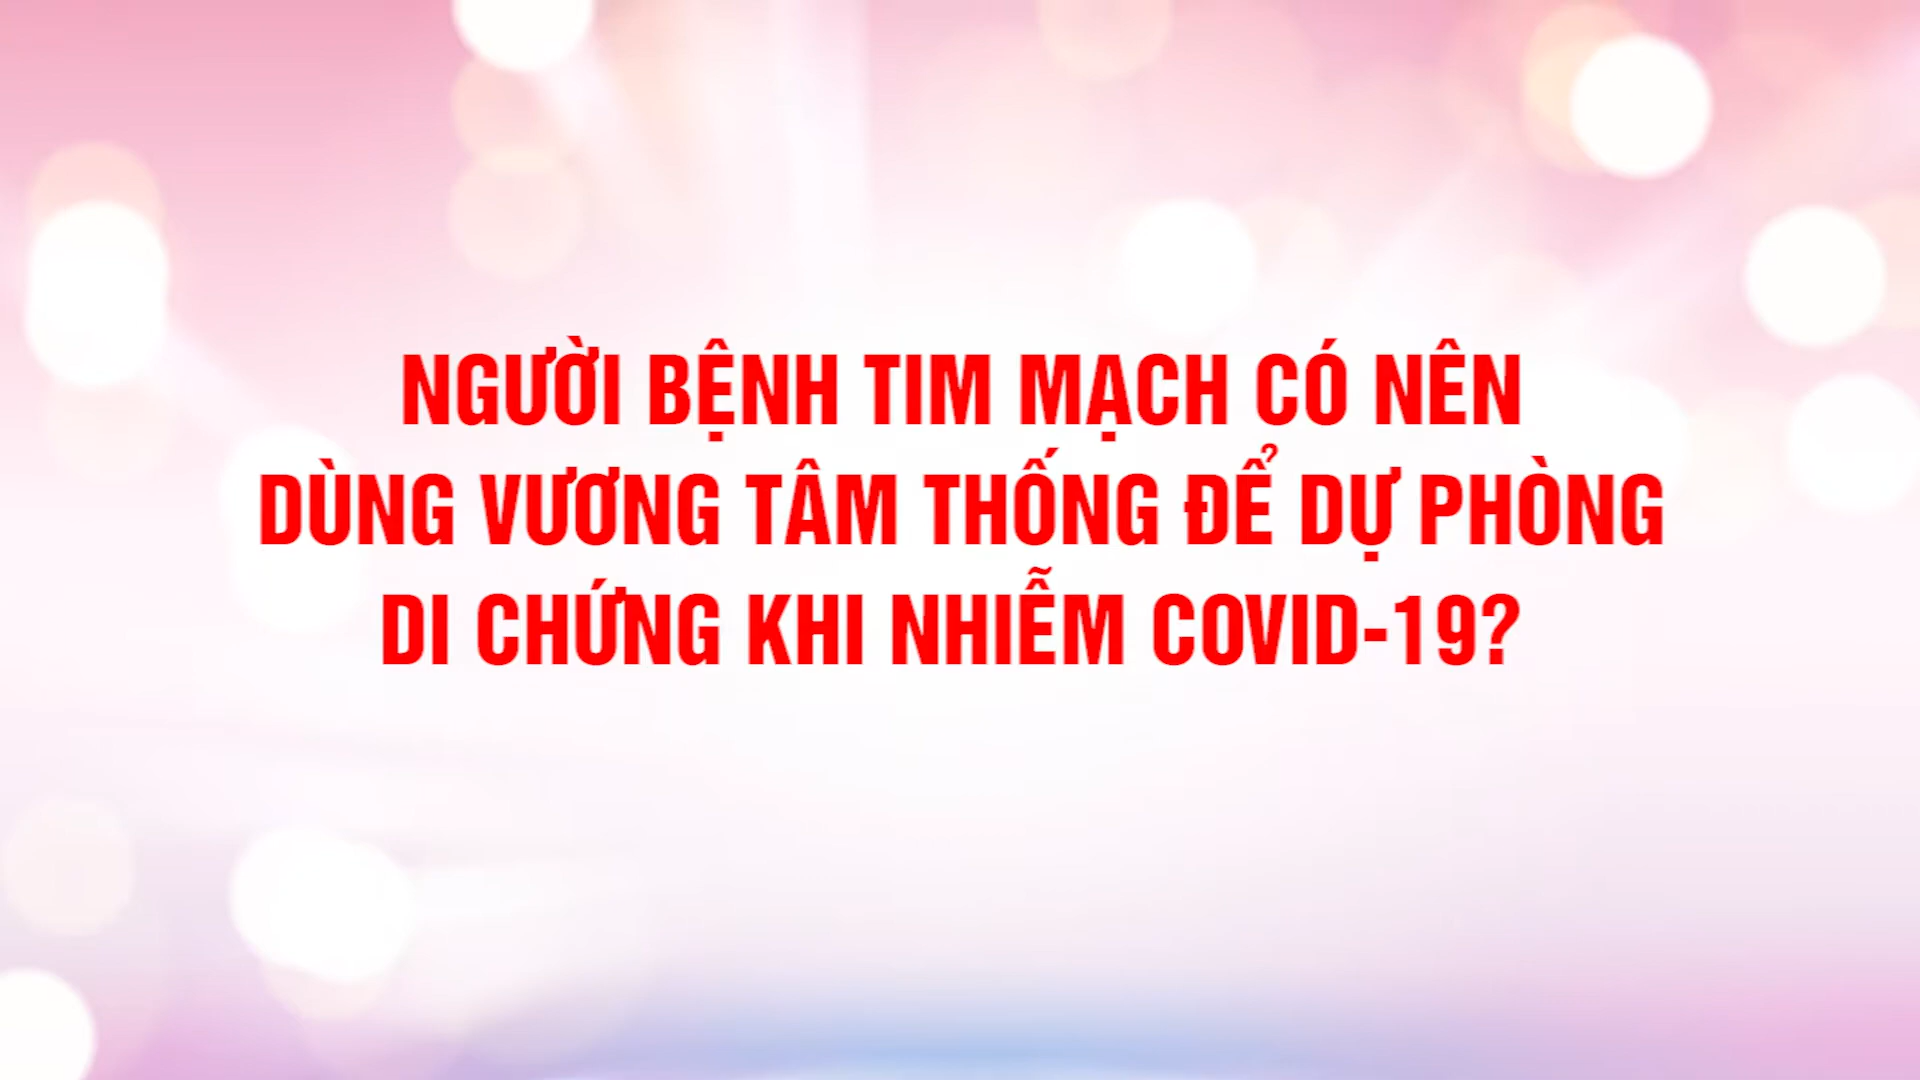 NGƯỜI BỆNH TIM MẠCH CÓ NÊN
DÙNG VƯƠNG TÂM THỐNG ĐỂ DỰ PHÒNG
DI CHỨNG KHI NHIỄM COVID-19?